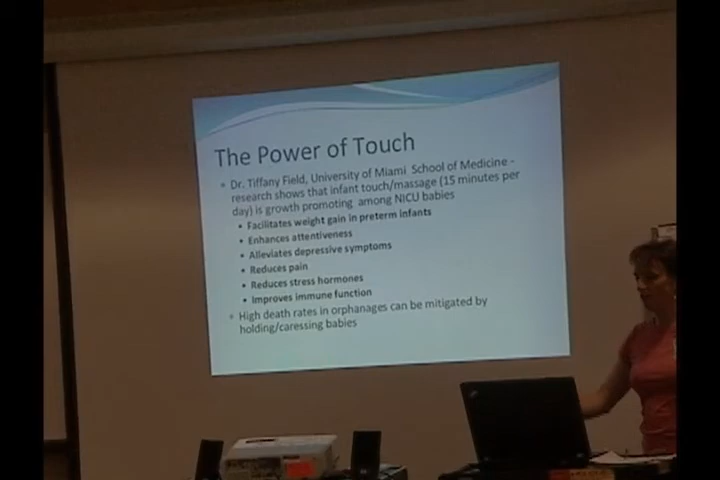 The Power of Touch
Dr. Tiffany Field, University of Miami School of Medicine -
research shows that infant touch/massage (15 minutes per
day) is growth promoting among NICU babies
Facilitates weight gain in preterm infants
Enhances attentiveness
Alleviates depressive symptoms
Reduces pain
Reduces stress hormones
Improves immune function
High death rates in orphanages can be mitigated by
holding/caressing babies